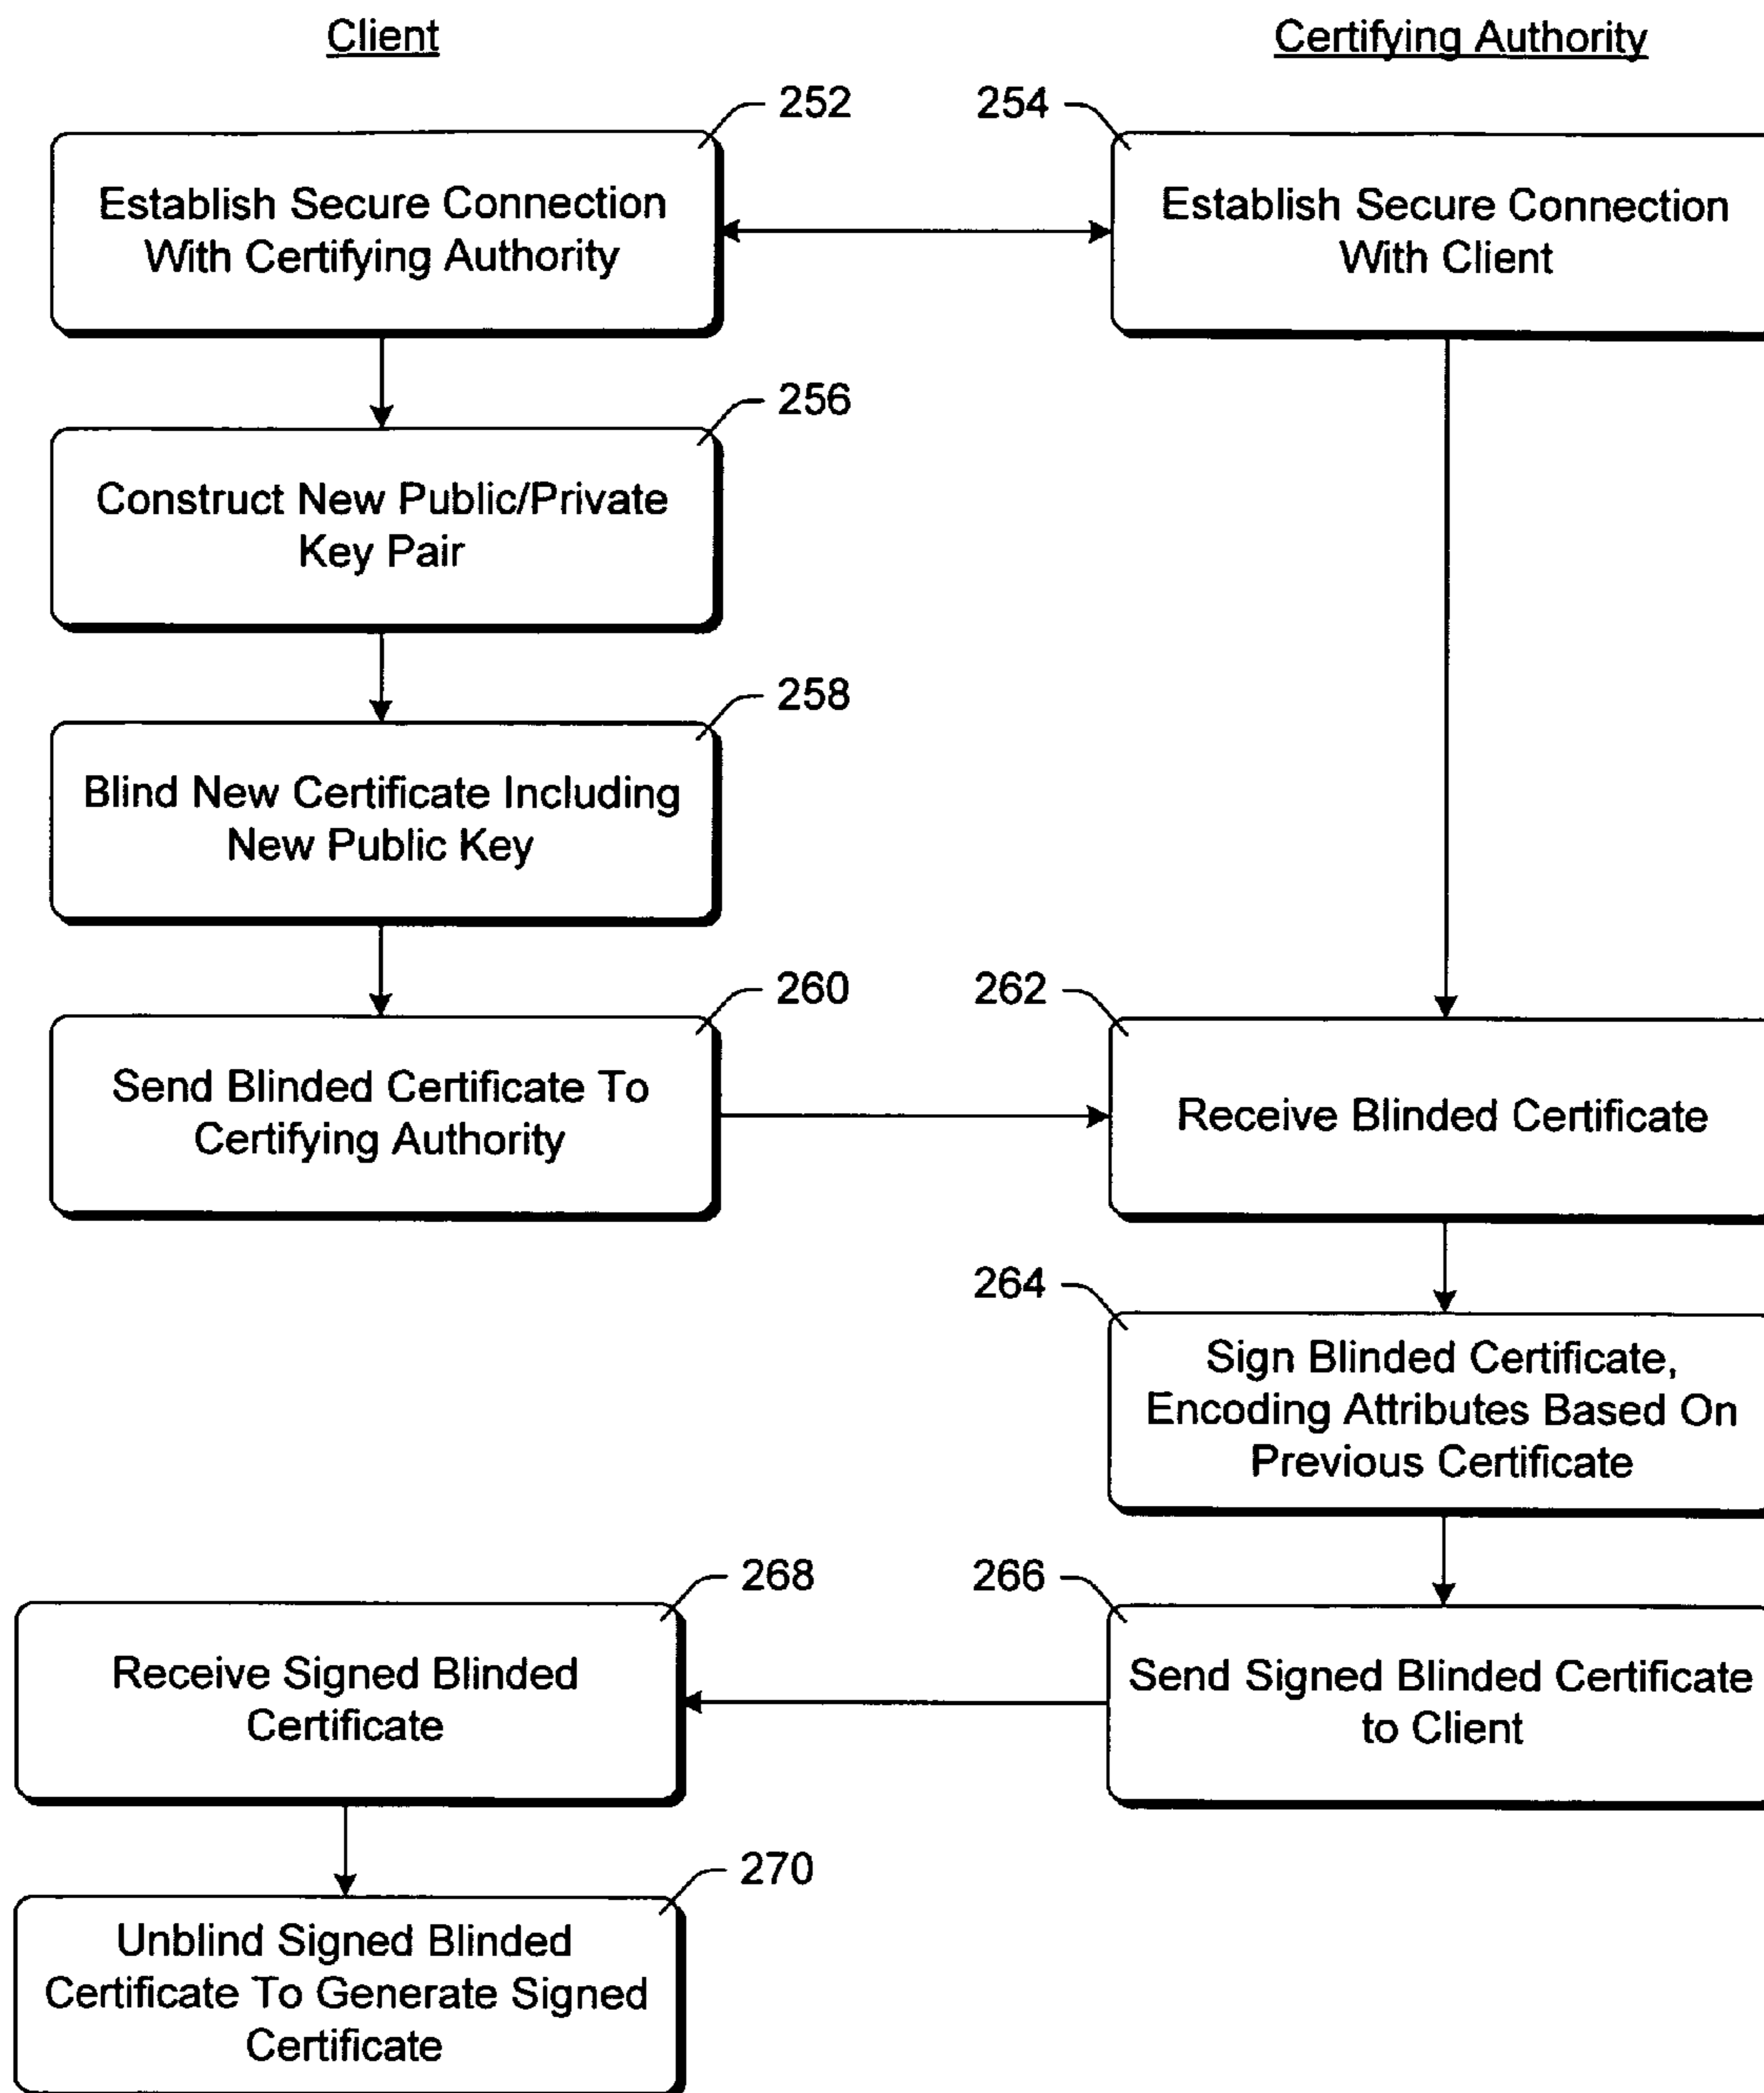 Client
Certifying Authority
252
254
Establish Secure Connection
With Certifying Authority
Establish Secure Connection
With Client
256
Construct New Public/Private
Key Pair
258
Blind New Certificate Including
New Public Key
260
262
Send Blinded Certificate To
Certifying Authority
Receive Blinded Certificate
264
Sign Blinded Certificate,
Encoding Attributes Based On
Previous Certificate
268
266
Receive Signed Blinded
Certificate
Send Signed Blinded Certificate
to Client
270
Unblind Signed Blinded
Certificate To Generate Signed
Certificate